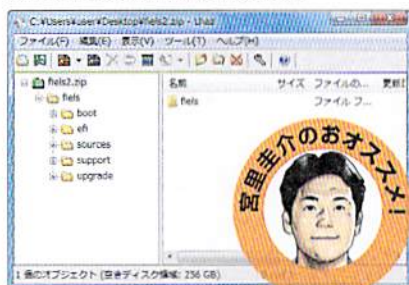 C:¥Users¥user¥Desktop¥fiels2.zip - Lhaz
ファイル(F) 編集(E) 表示(V) ツール(T) ヘルプ(H)
fiels2.zip
fiels
boot
efi
sources
support
upgrade
名前 サイズ ファイルの... 更新
fiels ファイル フ...
宮里圭介のおオススメ!
1 個のオブジェクト (空きディスク領域: 236 GB)